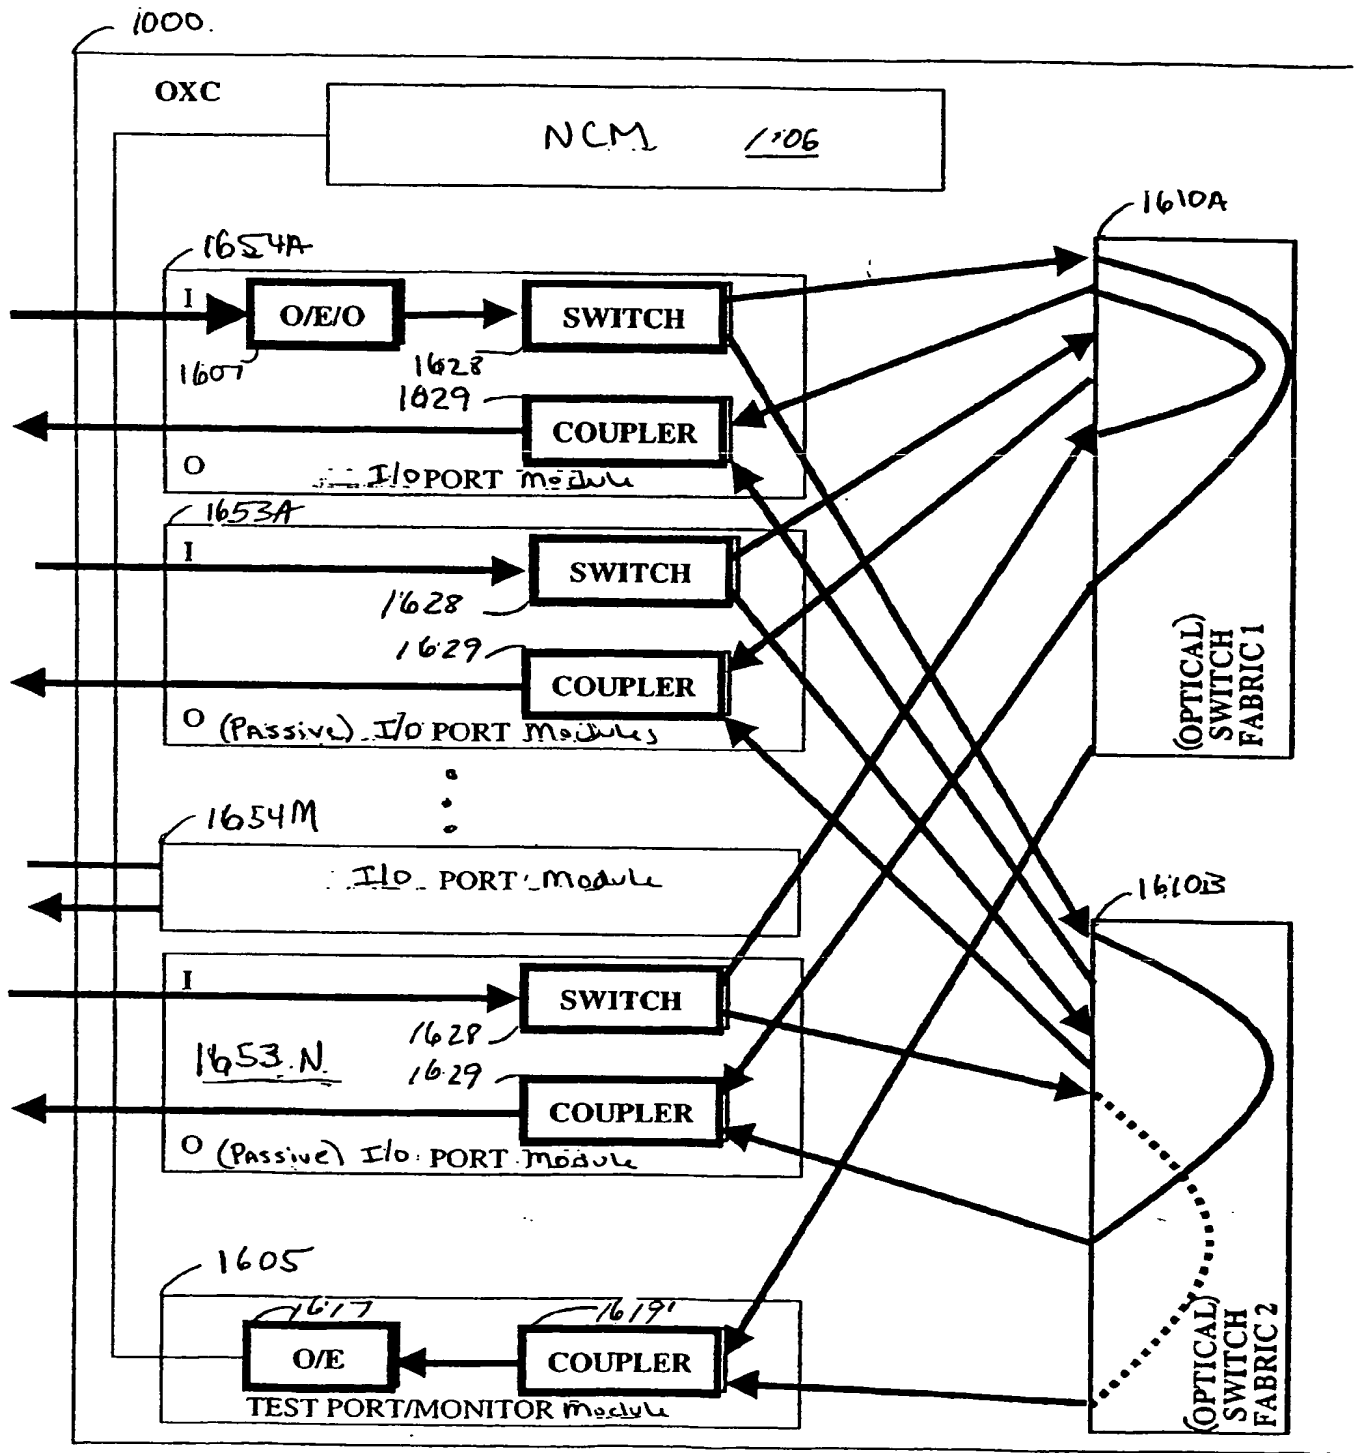 1000.
OXC
NCM 1106
1610A
1654A
I
O/E/O
SWITCH
1607
1628
1629
COUPLER
O
I/O PORT Module
1653A
I
SWITCH
1628
1629
COUPLER
O (Passive) I/O PORT Modules
(OPTICAL)
SWITCH
FABRIC 1
1654M
I/O PORT Module
1610B
I
SWITCH
1628
1653.N
1629
COUPLER
O (Passive) I/O PORT Module
1605
1617
1619
O/E
COUPLER
TEST PORT/MONITOR Module
(OPTICAL)
SWITCH
FABRIC 2